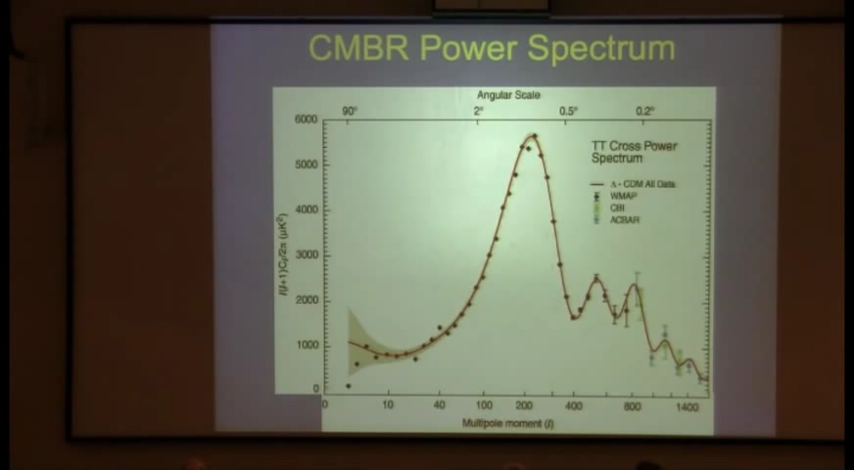 CMBR Power Spectrum
Angular Scale
90° 2° 0.5° 0.2°
6000
5000
4000
3000
2000
1000
0
l(l+1)Cl/2π (μK²)
TT Cross Power
Spectrum
Λ - CDM All Data
WMAP
CBI
ACBAR
0 10 40 100 200 400 800 1400
Multipole moment (l)